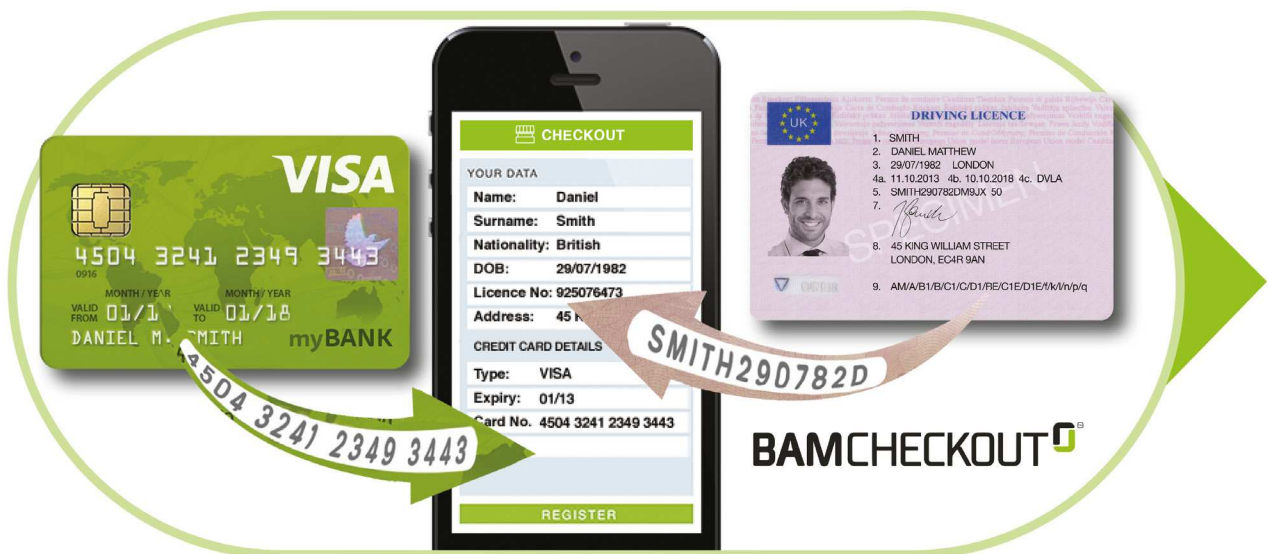 VISA
4504 3241 2349 3443
0916
MONTH / YEAR MONTH / YEAR
VALID FROM 01/1 VALID TO 01/18
DANIEL M. SMITH
myBANK
4504 3241 2349 3443
CHECKOUT
YOUR DATA
Name: Daniel
Surname: Smith
Nationality: British
DOB: 29/07/1982
Licence No: 925076473
Address: 45 K
CREDIT CARD DETAILS
Type: VISA
Expiry: 01/13
Card No. 4504 3241 2349 3443
REGISTER
SMITH290782D
UK
DRIVING LICENCE
1. SMITH
2. DANIEL MATTHEW
3. 29/07/1982 LONDON
4a. 11.10.2013 4b. 10.10.2018 4c. DVLA
5. SMITH290782DM9JX 50
7.
8. 45 KING WILLIAM STREET
LONDON, EC4R 9AN
9. AM/A/B1/B/C1/C/D1/RE/C1E/D1E/f/k/l/n/p/q
SPECIMEN
BAMCHECKOUT